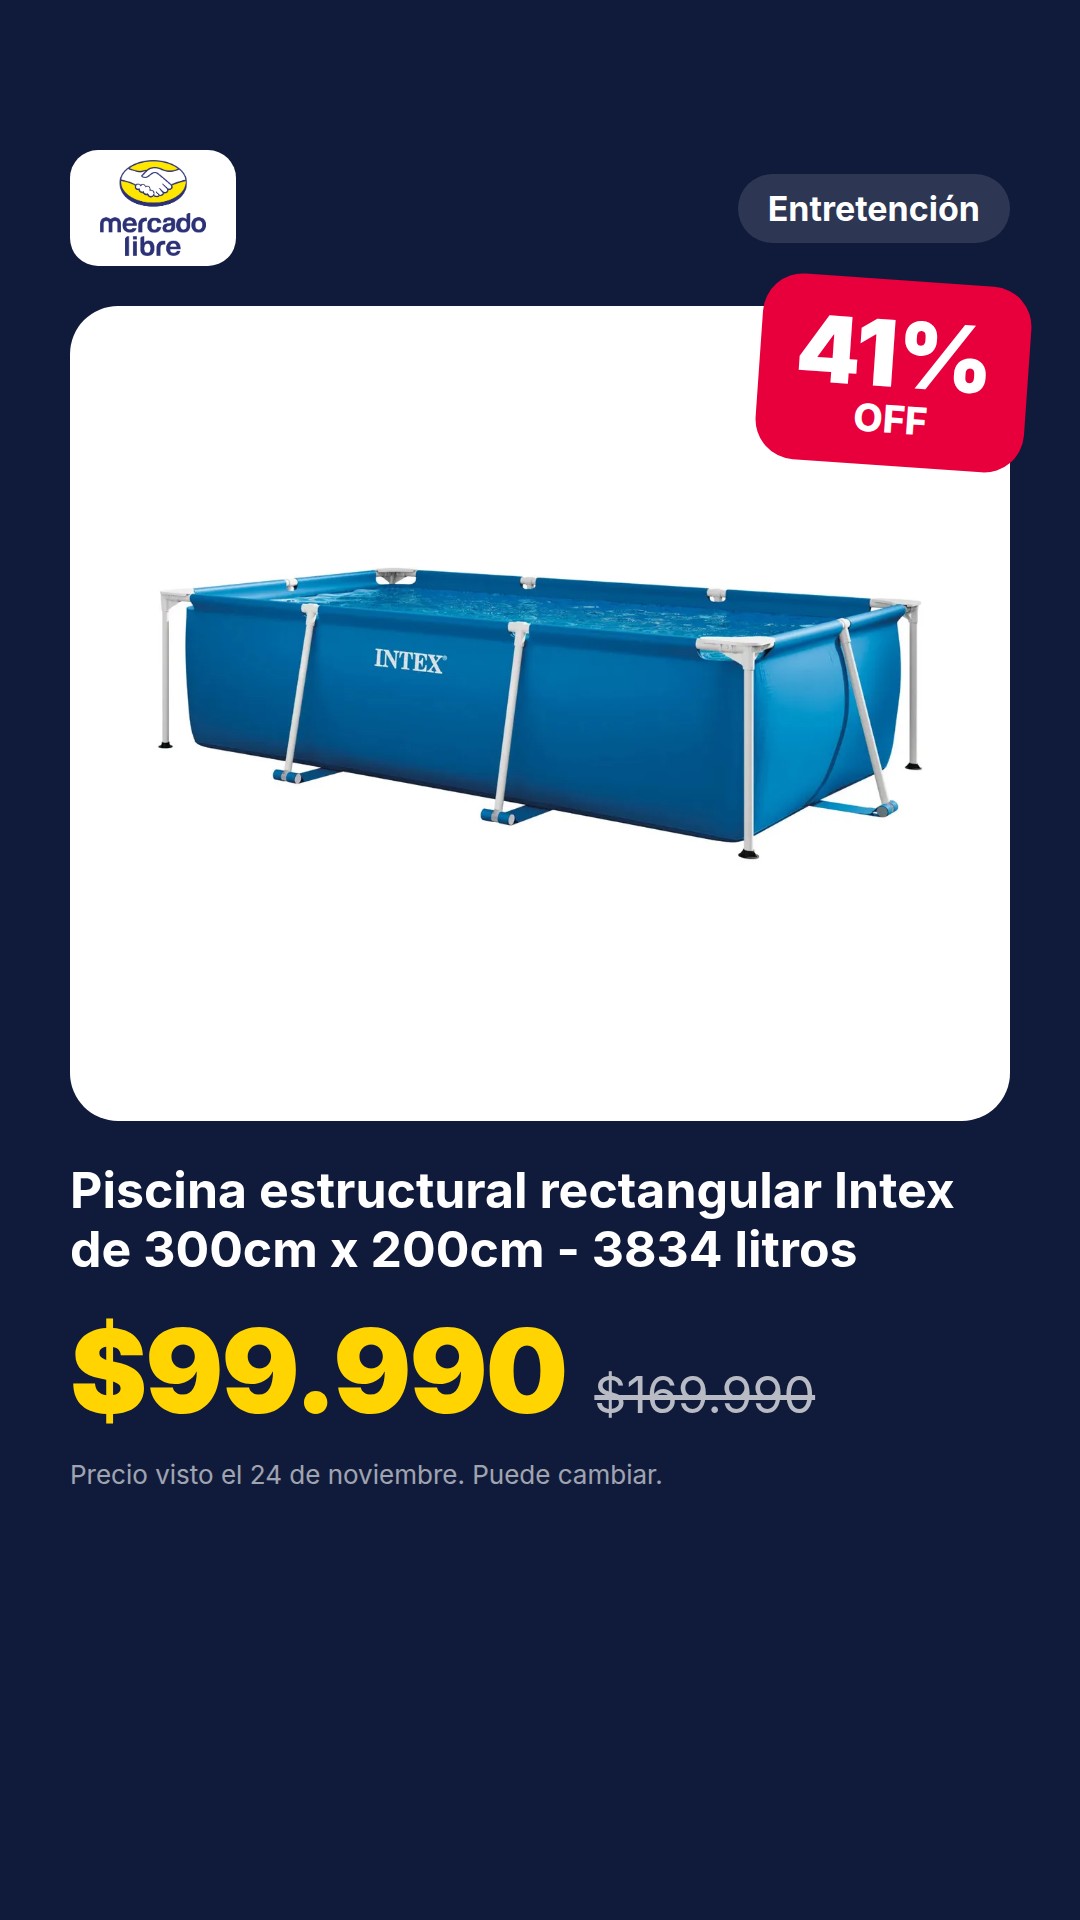 mercado
libre
Entretención
41%
OFF
INTEX
Piscina estructural rectangular Intex
de 300cm x 200cm - 3834 litros
$99.990 $169.990
Precio visto el 24 de noviembre. Puede cambiar.